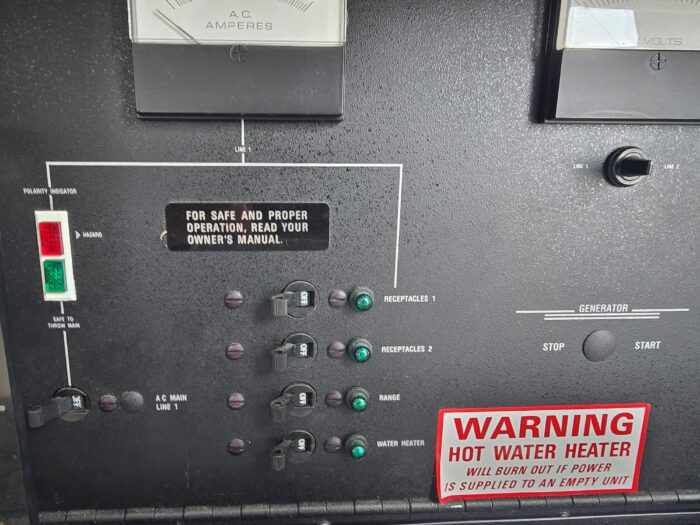 A.C.
AMPERES
VOLTS
LINE 1
LINE 1
LINE 2
POLARITY INDICATOR
HAZARD
FOR SAFE AND PROPER
OPERATION, READ YOUR
OWNER'S MANUAL.
SAFE TO
THROW MAIN
OFF
RECEPTACLES 1
GENERATOR
STOP
START
OFF
RECEPTACLES 2
OFF
A C MAIN
LINE 1
OFF
RANGE
OFF
WATER HEATER
WARNING
HOT WATER HEATER
WILL BURN OUT IF POWER
IS SUPPLIED TO AN EMPTY UNIT